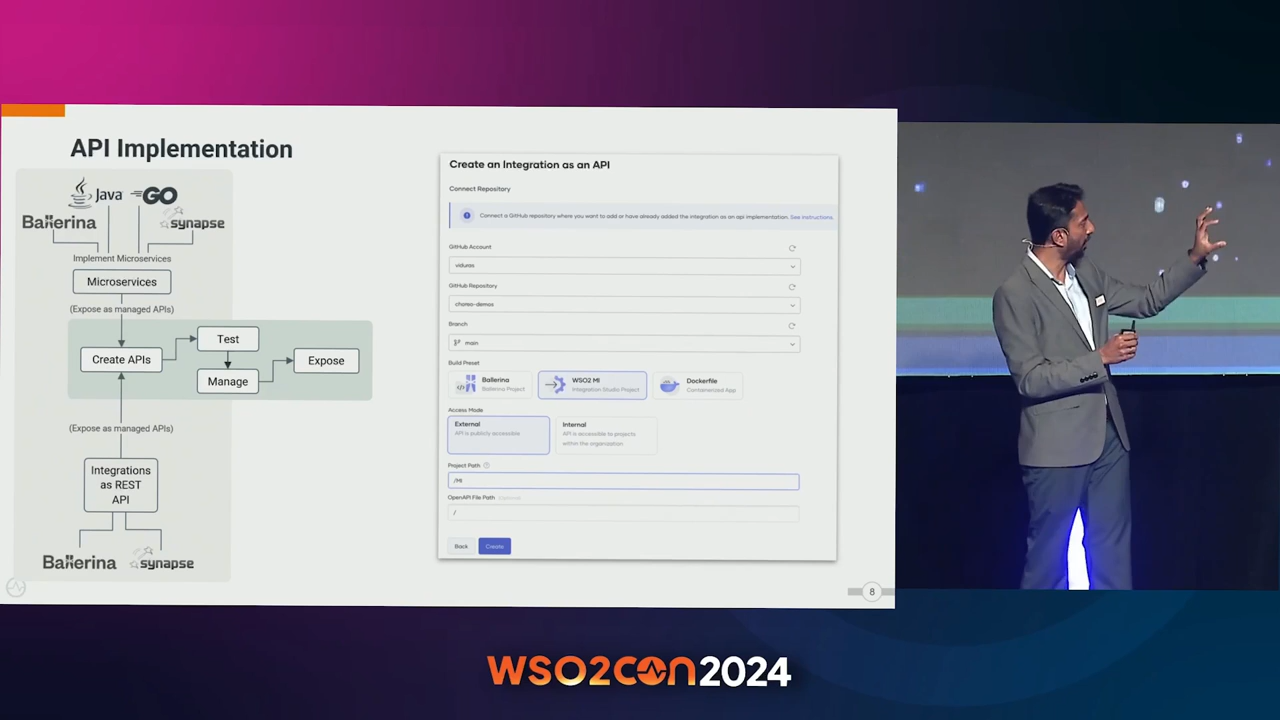 API Implementation
Java
GO
Ballerina
synapse
Implement Microservices
Microservices
(Expose as managed APIs)
Create APIs
Test
Manage
Expose
(Expose as managed APIs)
Integrations
as REST
API
Ballerina
synapse
Create an Integration as an API
Connect Repository
Connect a GitHub repository where you want to add or have already added the integration as an api implementation. See instructions.
GitHub Account
viduras
GitHub Repository
choreo-demos
Branch
main
Build Preset
Ballerina
Ballerina Project
WSO2 MI
Integration Studio Project
Dockerfile
Containerized App
Access Mode
External
API is publicly accessible
Internal
API is accessible to projects
within the organization
Project Path
/MI
OpenAPI File Path (optional)
/
Back
Create
8
WSO2CON2024